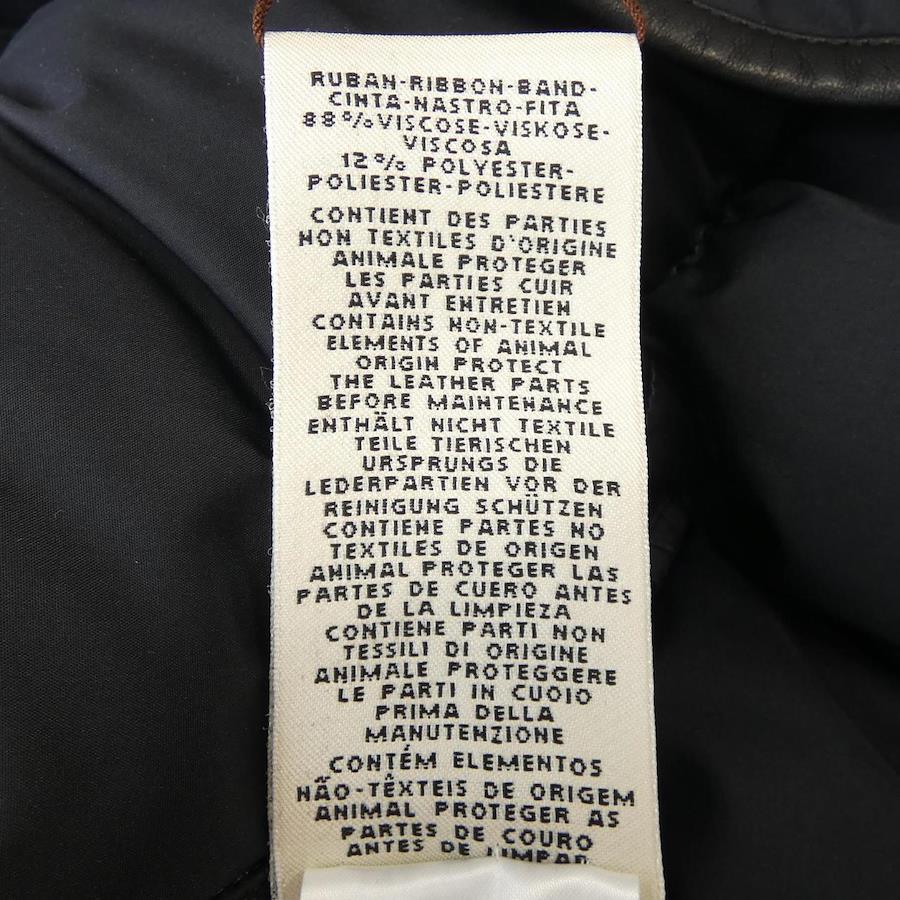 RUBAN-RIBBON-BAND-
CINTA-NASTRO-FITA
88%VISCOSE-VISKOSE-
VISCOSA
12% POLYESTER-
POLIESTER-POLIESTERE
CONTIENT DES PARTIES
NON TEXTILES D'ORIGINE
ANIMALE PROTEGER
LES PARTIES CUIR
AVANT ENTRETIEN
CONTAINS NON-TEXTILE
ELEMENTS OF ANIMAL
ORIGIN PROTECT
THE LEATHER PARTS
BEFORE MAINTENANCE
ENTHÄLT NICHT TEXTILE
TEILE TIERISCHEN
URSPRUNGS DIE
LEDERPARTIEN VOR DER
REINIGUNG SCHÜTZEN
CONTIENE PARTES NO
TEXTILES DE ORIGEN
ANIMAL PROTEGER LAS
PARTES DE CUERO ANTES
DE LA LIMPIEZA
CONTIENE PARTI NON
TESSILI DI ORIGINE
ANIMALE PROTEGGERE
LE PARTI IN CUOIO
PRIMA DELLA
MANUTENZIONE
CONTÉM ELEMENTOS
NÃO-TÊXTEIS DE ORIGEM
ANIMAL PROTEGER AS
PARTES DE COURO
ANTES DE LIMPAR